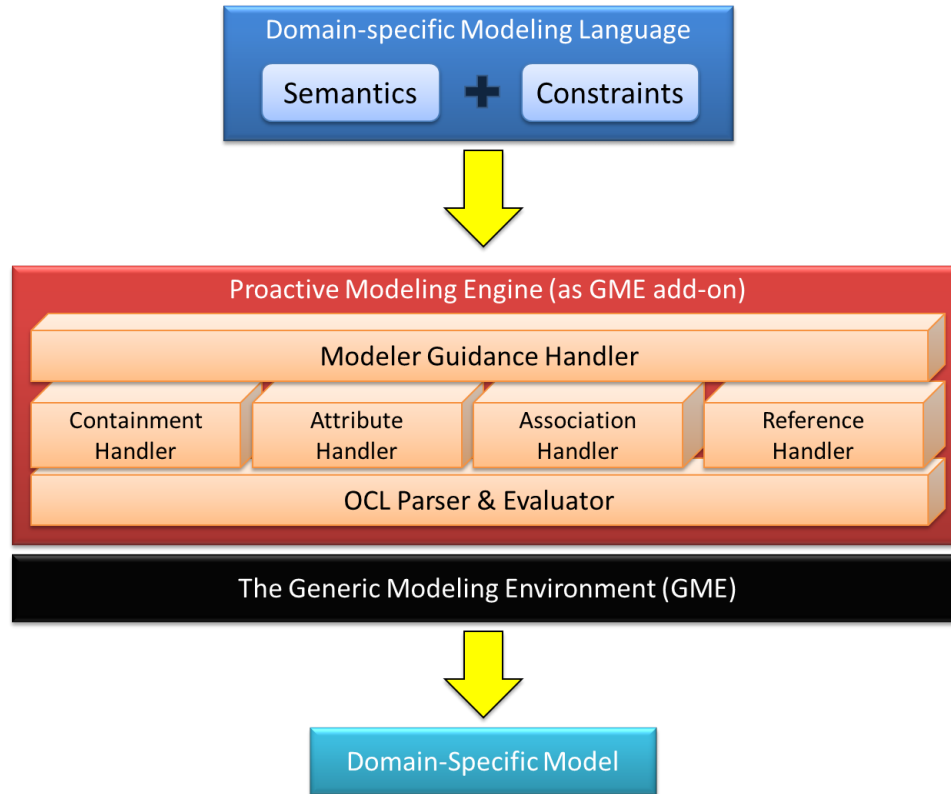 Domain-specific Modeling Language
Semantics
Constraints
Proactive Modeling Engine (as GME add-on)
Modeler Guidance Handler
Containment
Handler
Attribute
Handler
Association
Handler
Reference
Handler
OCL Parser & Evaluator
The Generic Modeling Environment (GME)
Domain-Specific Model